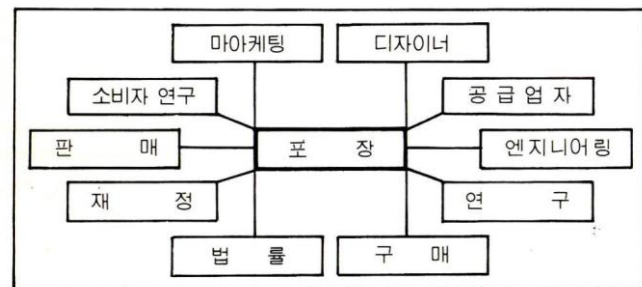 마아케팅 디자이너
소비자 연구 공급업자
판 매 포 장 엔지니어링
재 정 연 구
법 률 구 매